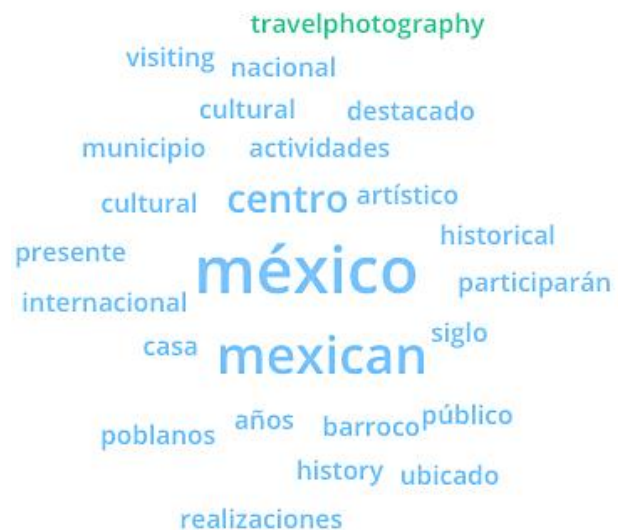 travelphotography
visiting nacional
cultural destacado
municipio actividades
cultural centro artístico
presente historical
méxico
internacional participarán
casa mexican siglo
poblanos años barroco público
history ubicado
realizaciones